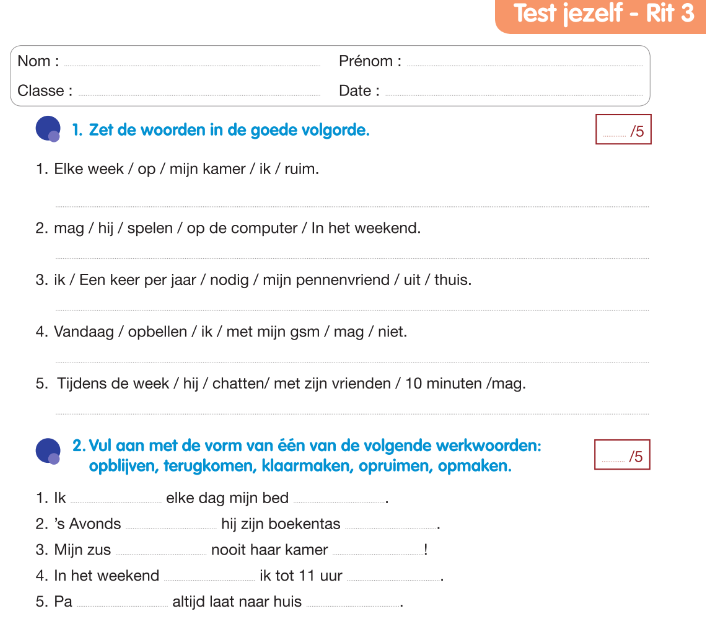 Test jezelf - Rit 3
Nom : Prénom :
Classe : Date :
1. Zet de woorden in de goede volgorde. /5
1. Elke week / op / mijn kamer / ik / ruim.
2. mag / hij / spelen / op de computer / In het weekend.
3. ik / Een keer per jaar / nodig / mijn pennenvriend / uit / thuis.
4. Vandaag / opbellen / ik / met mijn gsm / mag / niet.
5. Tijdens de week / hij / chatten/ met zijn vrienden / 10 minuten /mag.
2. Vul aan met de vorm van één van de volgende werkwoorden: /5
opblijven, terugkomen, klaarmaken, opruimen, opmaken.
1. Ik elke dag mijn bed .
2. 's Avonds hij zijn boekentas .
3. Mijn zus nooit haar kamer !
4. In het weekend ik tot 11 uur .
5. Pa altijd laat naar huis .